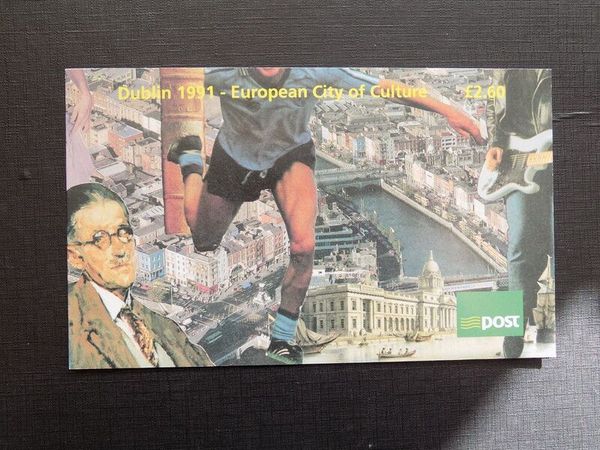 Dublin 1991 - European City of Culture £2.60
post